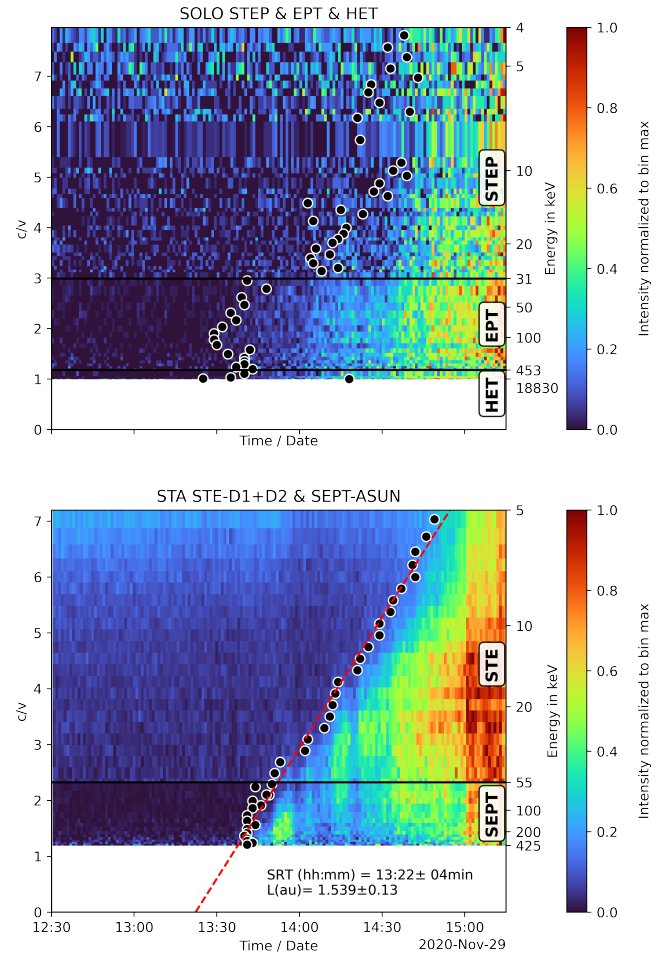 SOLO STEP & EPT & HET
c/v
7
6
5
4
3
2
1
0
4
5
10
20
31
50
100
453
18830
Energy in keV
STEP
EPT
HET
Time / Date
1.0
0.8
0.6
0.4
0.2
0.0
Intensity normalized to bin max
STA STE-D1+D2 & SEPT-ASUN
c/v
7
6
5
4
3
2
1
0
5
10
20
55
100
200
425
Energy in keV
STE
SEPT
SRT (hh:mm) = 13:22± 04min
L(au)= 1.539±0.13
12:30
13:00
13:30
14:00
14:30
15:00
Time / Date
2020-Nov-29
1.0
0.8
0.6
0.4
0.2
0.0
Intensity normalized to bin max